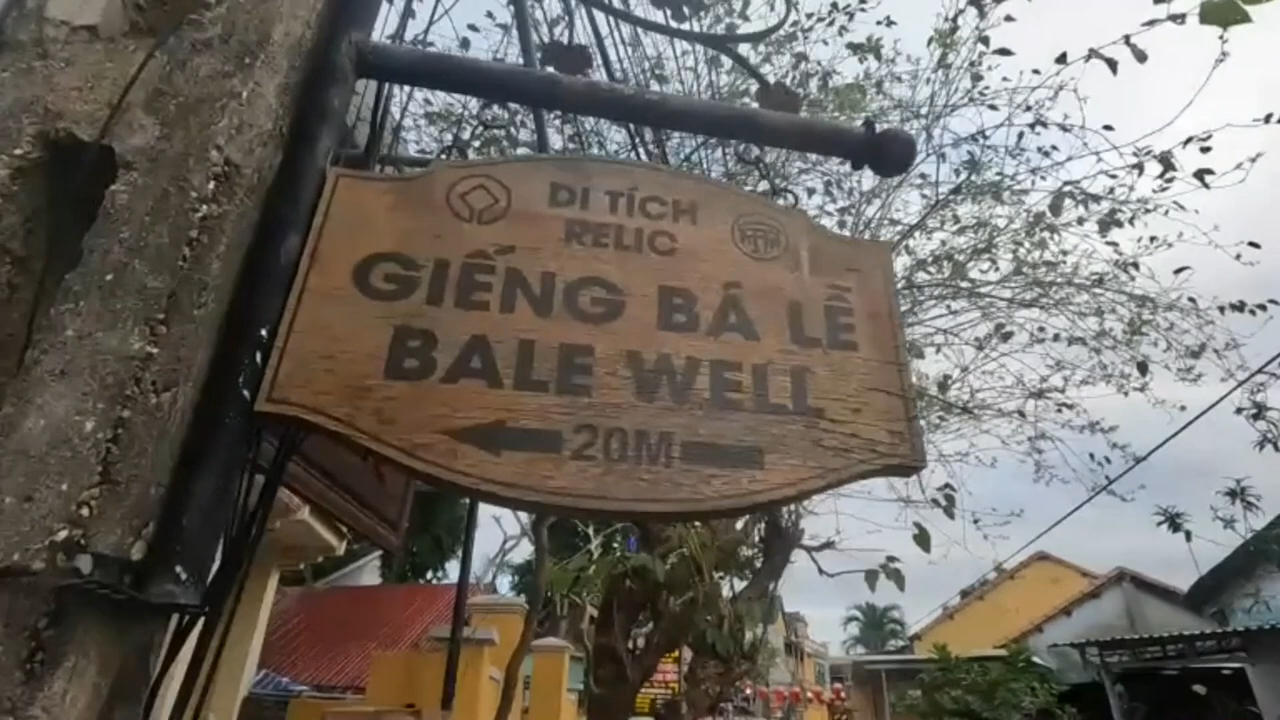 DI TÍCH
RELIC
GIẾNG BÁ LỄ
BALE WELL
20M